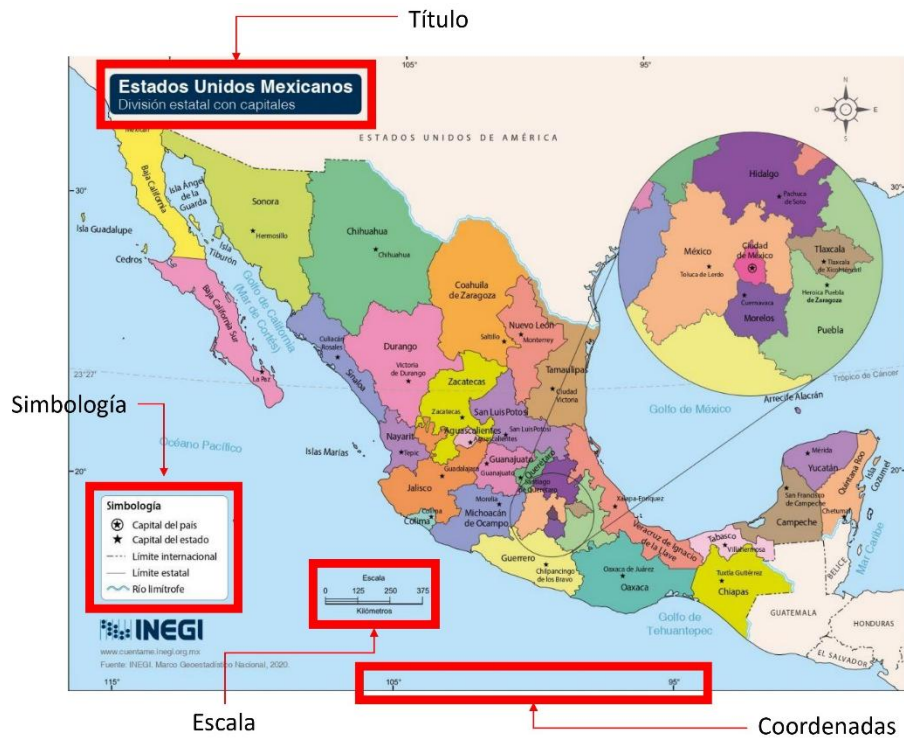 Título
105°
95°
Estados Unidos Mexicanos
División estatal con capitales
N
O
E
S
ESTADOS UNIDOS DE AMÉRICA
30°
30°
Baja California
Isla Ángel
de la
Guarda
Isla Guadalupe
Cedros
Isla
Tiburón
Sonora
Hermosillo
Chihuahua
Chihuahua
Golfo de California
(Mar de Cortés)
Baja California Sur
La Paz
Coahuila
de Zaragoza
Saltillo
Nuevo León
Monterrey
Culiacán
Rosales
Sinaloa
Durango
Victoria
de Durango
Tamaulipas
Ciudad
Victoria
Zacatecas
Zacatecas
San Luis Potosí
San Luis Potosí
Aguascalientes
Aguascalientes
Hidalgo
Pachuca
de Soto
México
Toluca de Lerdo
Ciudad
de México
Tlaxcala
Tlaxcala
de Xicohténcatl
Heroica Puebla
de Zaragoza
Cuernavaca
Morelos
Puebla
23°27'
Trópico de Cáncer
Golfo de México
Arrecife Alacrán
Simbología
Océano Pacífico
Islas Marías
Nayarit
Tepic
Guadalajara
Jalisco
Guanajuato
Guanajuato
Querétaro
Santiago
de Querétaro
Colima
Colima
Morelia
Michoacán
de Ocampo
Xalapa-Enríquez
Veracruz de Ignacio
de la Llave
Mérida
Yucatán
Quintana Roo
Isla
Cozumel
San Francisco
de Campeche
Campeche
Chetumal
Mar Caribe
20°
20°
Guerrero
Chilpancingo
de los Bravo
Oaxaca de Juárez
Oaxaca
Tabasco
Villahermosa
Tuxtla Gutiérrez
Chiapas
BELICE
GUATEMALA
HONDURAS
EL SALVADOR
Golfo de
Tehuantepec
Simbología
Capital del país
Capital del estado
Límite internacional
Límite estatal
Río limítrofe
Escala
0 125 250 375
Kilómetros
INEGI
www.cuentame.inegi.org.mx
Fuente: INEGI. Marco Geoestadístico Nacional, 2020.
115°
105°
95°
Escala
Coordenadas